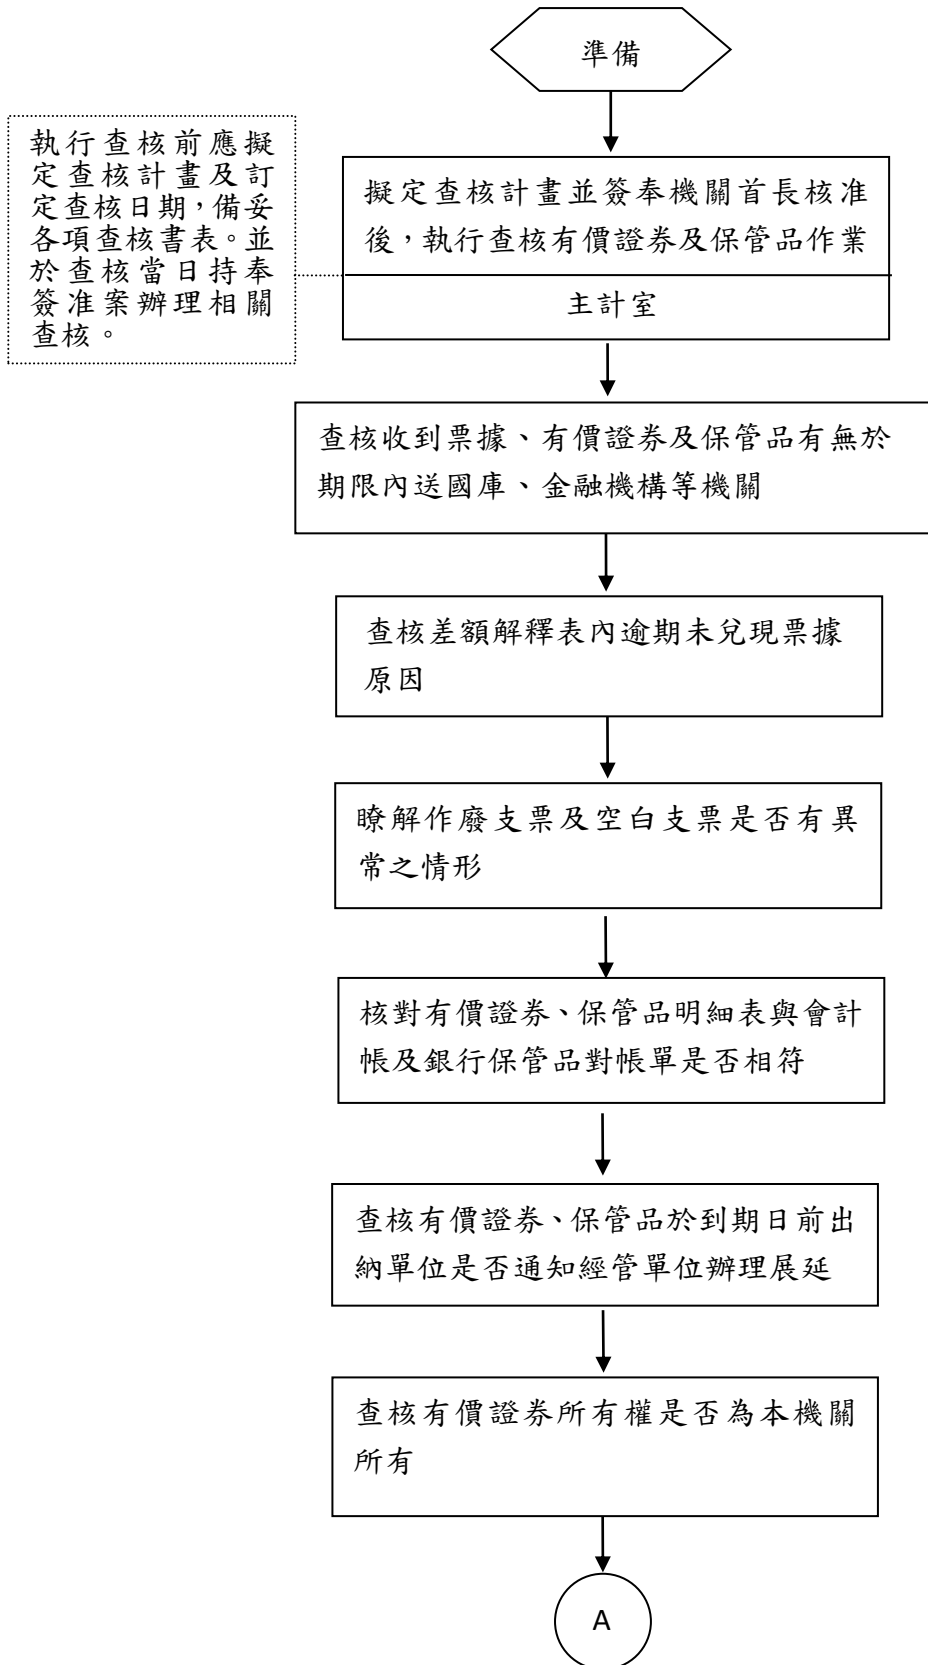 準備
執行查核前應擬
定查核計畫及訂
定查核日期，備妥
各項查核書表。並
於查核當日持奉
簽准案辦理相關
查核。
擬定查核計畫並簽奉機關首長核准
後，執行查核有價證券及保管品作業
主計室
查核收到票據、有價證券及保管品有無於
期限內送國庫、金融機構等機關
查核差額解釋表內逾期未兌現票據
原因
瞭解作廢支票及空白支票是否有異
常之情形
核對有價證券、保管品明細表與會計
帳及銀行保管品對帳單是否相符
查核有價證券、保管品於到期日前出
納單位是否通知經管單位辦理展延
查核有價證券所有權是否為本機關
所有
A